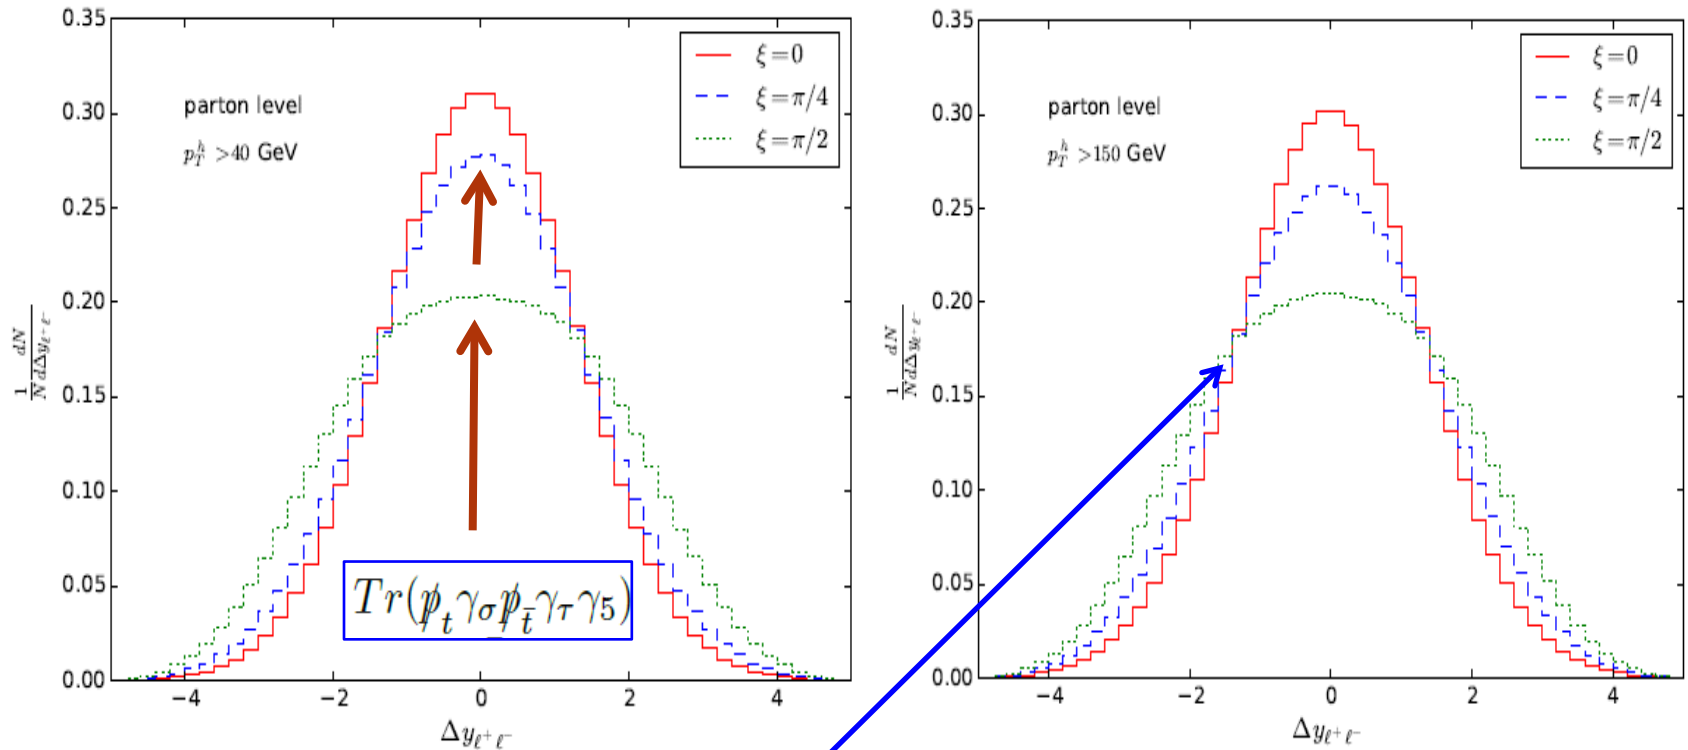 0.35
0.30
0.25
0.20
0.15
0.10
0.05
0.00
−4 −2 0 2 4
1/N dN/dΔy_{ℓ⁺ℓ⁻}
Δy_{ℓ⁺ℓ⁻}
parton level
p_T^h >40 GeV
ξ=0
ξ=π/4
ξ=π/2
Tr(p̸_t γ_σ p̸_t̄ γ_τ γ_5)
0.35
0.30
0.25
0.20
0.15
0.10
0.05
0.00
−4 −2 0 2 4
1/N dN/dΔy_{ℓ⁺ℓ⁻}
Δy_{ℓ⁺ℓ⁻}
parton level
p_T^h >150 GeV
ξ=0
ξ=π/4
ξ=π/2